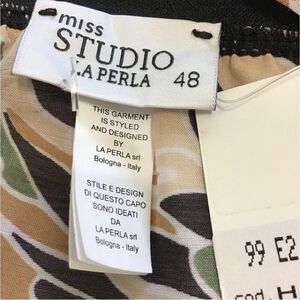 miss
STUDIO
LA PERLA 48
THIS GARMENT
IS STYLED
AND DESIGNED
BY
LA PERLA srl
Bologna - Italy
STILE E DESIGN
DI QUESTO CAPO
SONO IDEATI
DA
LA PERLA srl
Bologna - Italy
99 E2